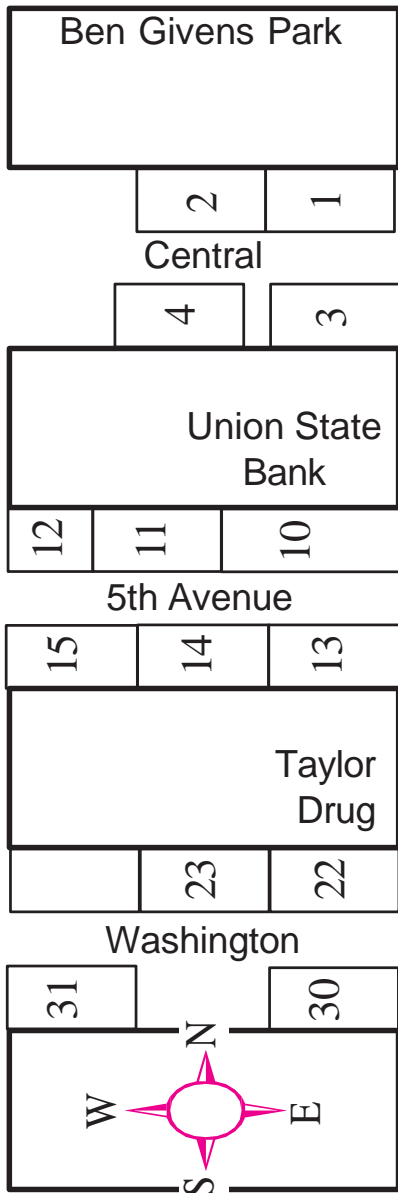 Ben Givens Park
2 1
Central
4 3
Union State
Bank
12 11 10
5th Avenue
15 14 13
Taylor
Drug
23 22
Washington
31 30
N
W E
S